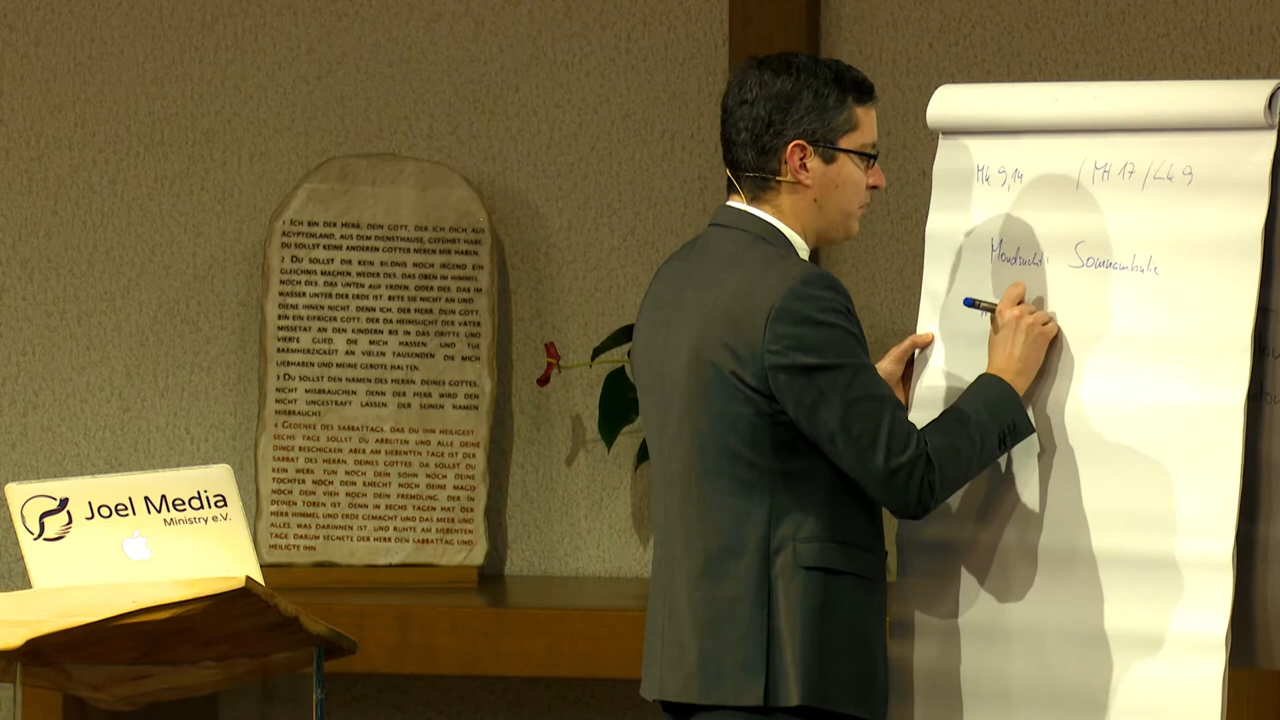 1 ICH BIN DER HERR, DEIN GOTT, DER ICH DICH AUS
ÄGYPTENLAND, AUS DEM DIENSTHAUSE, GEFÜHRT HABE.
DU SOLLST KEINE ANDEREN GÖTTER NEBEN MIR HABEN.
2 DU SOLLST DIR KEIN BILDNIS NOCH IRGEND EIN
GLEICHNIS MACHEN, WEDER DES, DAS OBEN IM HIMMEL,
NOCH DES, DAS UNTEN AUF ERDEN, ODER DES, DAS IM
WASSER UNTER DER ERDE IST. BETE SIE NICHT AN UND
DIENE IHNEN NICHT. DENN ICH, DER HERR, DEIN GOTT,
BIN EIN EIFRIGER GOTT, DER DA HEIMSUCHT DER VÄTER
MISSETAT AN DEN KINDERN BIS IN DAS DRITTE UND
VIERTE GLIED, DIE MICH HASSEN; UND TUE
BARMHERZIGKEIT AN VIELEN TAUSENDEN, DIE MICH
LIEBHABEN UND MEINE GEBOTE HALTEN.
3 DU SOLLST DEN NAMEN DES HERRN, DEINES GOTTES,
NICHT MISBRAUCHEN; DENN DER HERR WIRD DEN
NICHT UNGESTRAFT LASSEN, DER SEINEN NAMEN
MISBRAUCHT.
4 GEDENKE DES SABBATTAGS, DAS DU IHN HEILIGEST.
SECHS TAGE SOLLST DU ARBEITEN UND ALLE DEINE
DINGE BESCHICKEN; ABER AM SIEBENTEN TAGE IST DER
SABBAT DES HERRN, DEINES GOTTES; DA SOLLST DU
KEIN WERK TUN NOCH DEIN SOHN NOCH DEINE
TOCHTER NOCH DEIN KNECHT NOCH DEINE MAGD
NOCH DEIN VIEH NOCH DEIN FREMDLING, DER IN
DEINEN TOREN IST. DENN IN SECHS TAGEN HAT DER
HERR HIMMEL UND ERDE GEMACHT UND DAS MEER UND
ALLES, WAS DARINNEN IST, UND RUHTE AM SIEBENTEN
TAGE. DARUM SEGNETE DER HERR DEN SABBATTAG UND
HEILIGTE IHN.
Joel Media
Ministry e.V.
Mk 9,14 / Mt 17 / Lk 9
Mondsucht: Somnambulie